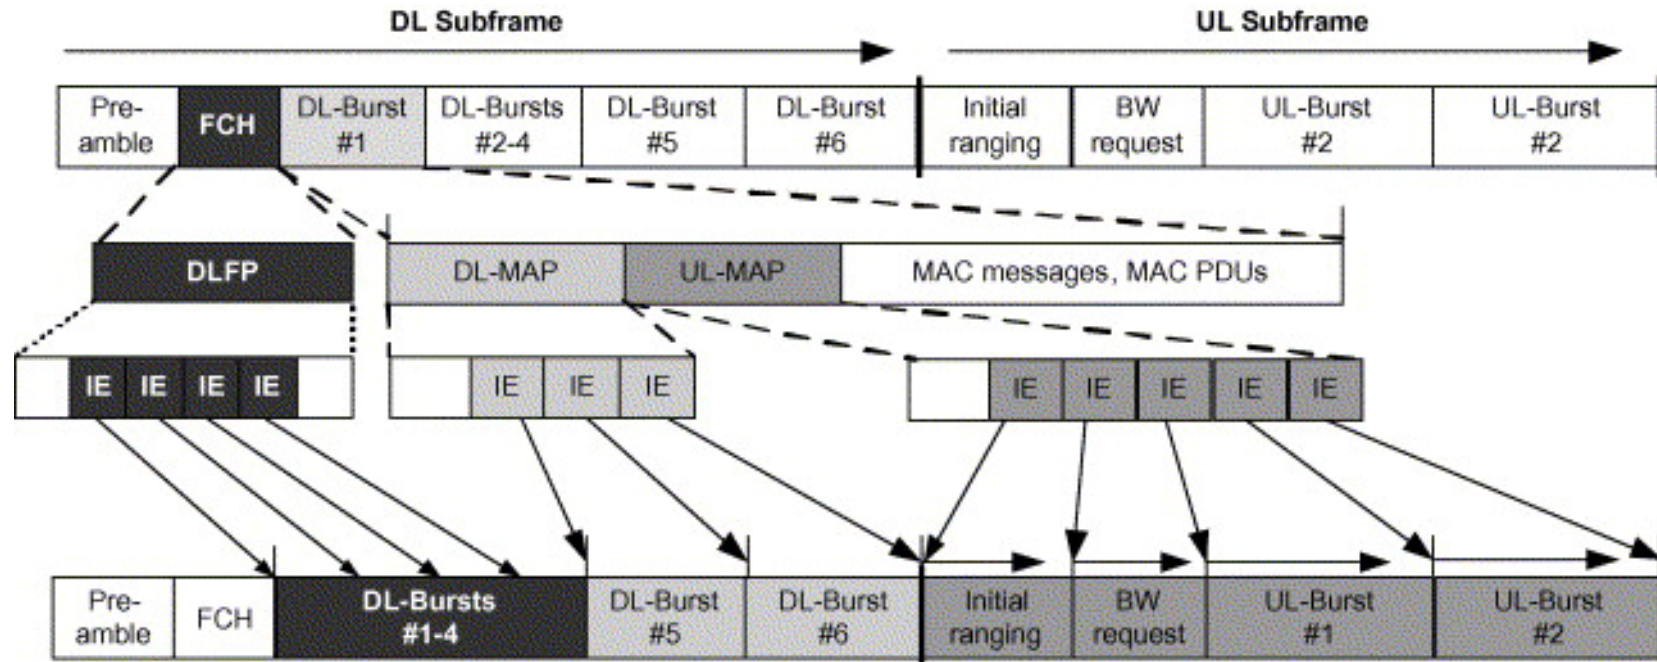 DL Subframe
UL Subframe
Pre-
amble
FCH
DL-Burst
#1
DL-Bursts
#2-4
DL-Burst
#5
DL-Burst
#6
Initial
ranging
BW
request
UL-Burst
#2
UL-Burst
#2
DLFP
DL-MAP
UL-MAP
MAC messages, MAC PDUs
IE
IE
IE
IE
IE
IE
IE
IE
IE
IE
IE
IE
Pre-
amble
FCH
DL-Bursts
#1-4
DL-Burst
#5
DL-Burst
#6
Initial
ranging
BW
request
UL-Burst
#1
UL-Burst
#2